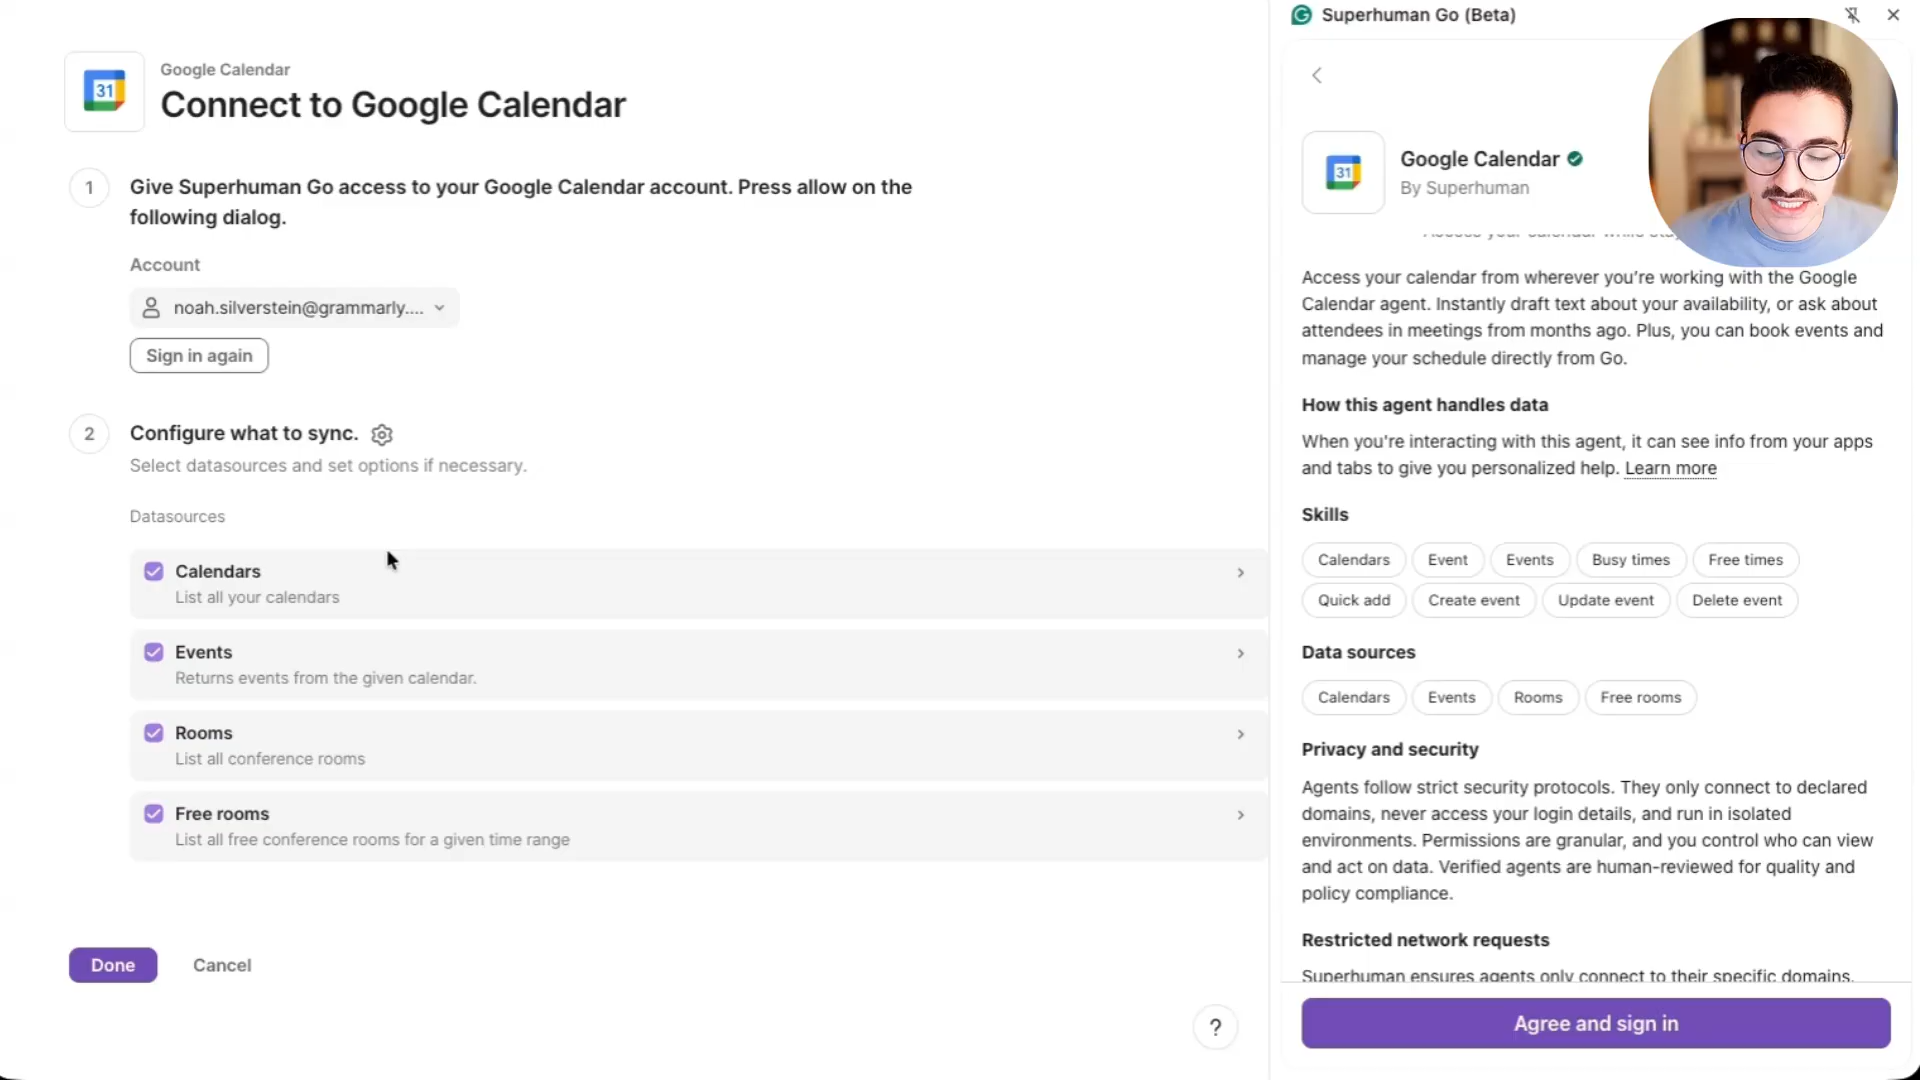 Google Calendar
Connect to Google Calendar
1
Give Superhuman Go access to your Google Calendar account. Press allow on the
following dialog.
Account
noah.silverstein@grammarly....
Sign in again
2
Configure what to sync.
Select datasources and set options if necessary.
Datasources
Calendars
List all your calendars
Events
Returns events from the given calendar.
Rooms
List all conference rooms
Free rooms
List all free conference rooms for a given time range
Done
Cancel
?
Superhuman Go (Beta)
31
Google Calendar
By Superhuman
Access your calendar while
Access your calendar from wherever you're working with the Google
Calendar agent. Instantly draft text about your availability, or ask about
attendees in meetings from months ago. Plus, you can book events and
manage your schedule directly from Go.
How this agent handles data
When you're interacting with this agent, it can see info from your apps
and tabs to give you personalized help. Learn more
Skills
Calendars Event Events Busy times Free times
Quick add Create event Update event Delete event
Data sources
Calendars Events Rooms Free rooms
Privacy and security
Agents follow strict security protocols. They only connect to declared
domains, never access your login details, and run in isolated
environments. Permissions are granular, and you control who can view
and act on data. Verified agents are human-reviewed for quality and
policy compliance.
Restricted network requests
Superhuman ensures agents only connect to their specific domains.
Agree and sign in